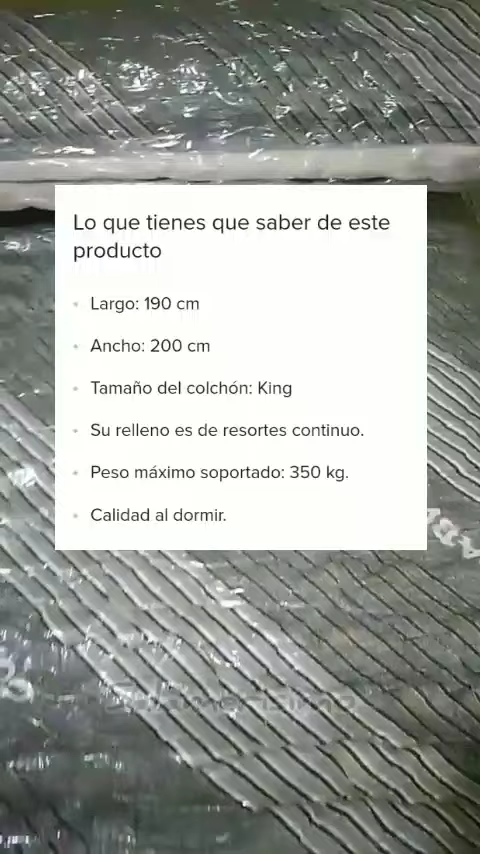 Lo que tienes que saber de este
producto
Largo: 190 cm
Ancho: 200 cm
Tamaño del colchón: King
Su relleno es de resortes continuo.
Peso máximo soportado: 350 kg.
Calidad al dormir.